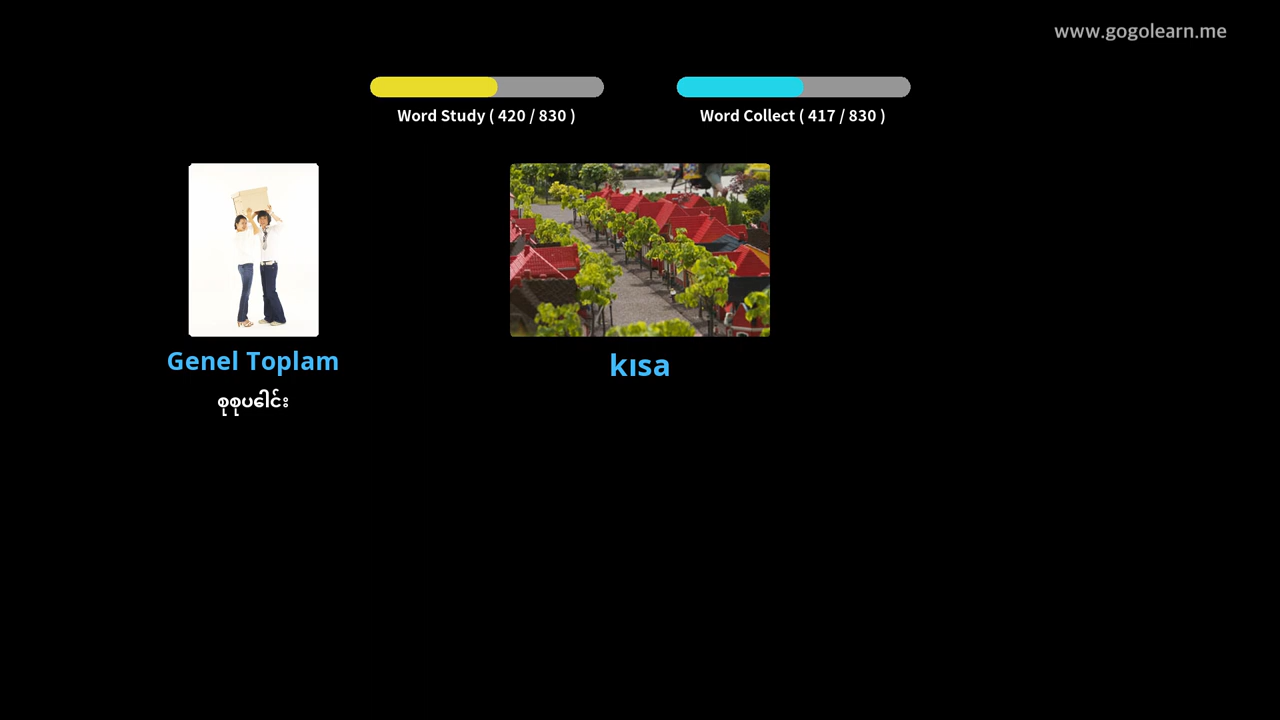 www.gogolearn.me
Word Study ( 420 / 830 )
Word Collect ( 417 / 830 )
Genel Toplam
kısa
စုစုပေါင်း